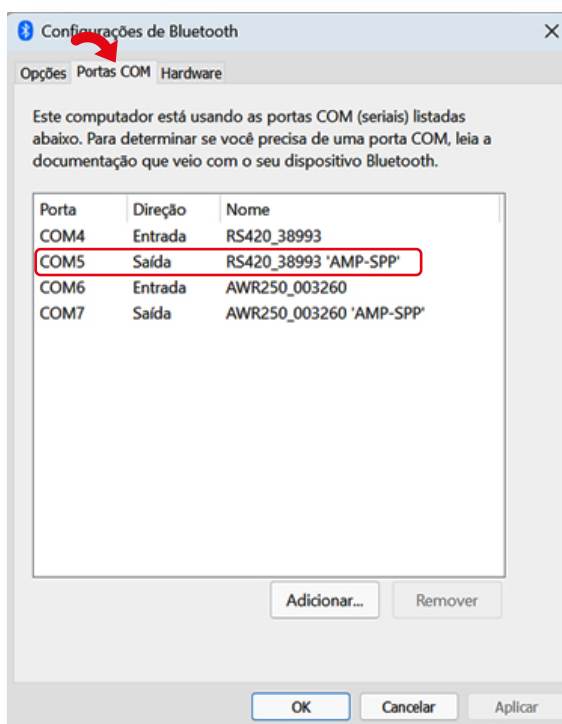 Configurações de Bluetooth
Opções Portas COM Hardware
Este computador está usando as portas COM (seriais) listadas
abaixo. Para determinar se você precisa de uma porta COM, leia a
documentação que veio com o seu dispositivo Bluetooth.
Porta Direção Nome
COM4 Entrada RS420_38993
COM5 Saída RS420_38993 'AMP-SPP'
COM6 Entrada AWR250_003260
COM7 Saída AWR250_003260 'AMP-SPP'
Adicionar... Remover
OK Cancelar Aplicar